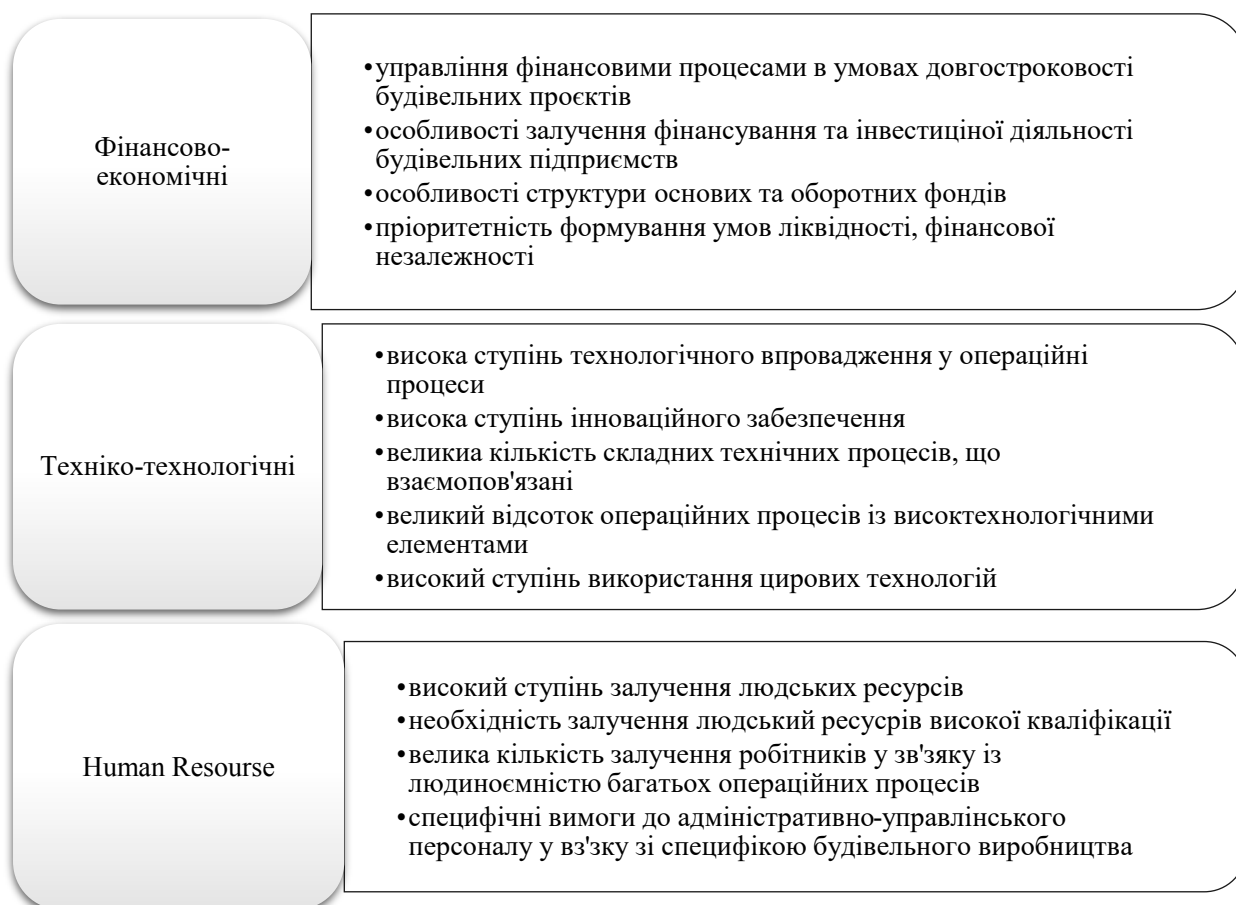 Фінансово-
економічні
•управління фінансовими процесами в умовах довгостроковості
будівельних проєктів
•особливості залучення фінансування та інвестиціної діяльності
будівельних підприємств
•особливості структури основих та оборотних фондів
•пріоритетність формування умов ліквідності, фінансової
незалежності
Техніко-технологічні
•висока ступінь технологічного впровадження у операційні
процеси
•висока ступінь інноваційного забезпечення
•великиа кількість складних технічних процесів, що
взаємопов'язані
•великий відсоток операційних процесів із високтехнологічними
елементами
•високий ступінь використання цирових технологій
Human Resourse
•високий ступінь залучення людських ресурсів
•необхідність залучення людський ресусрів високої кваліфікації
•велика кількість залучення робітників у зв'язку із
людиноємністю багатьох операційних процесів
•специфічні вимоги до адміністративно-управлінського
персоналу у вз'зку зі специфікою будівельного виробництва